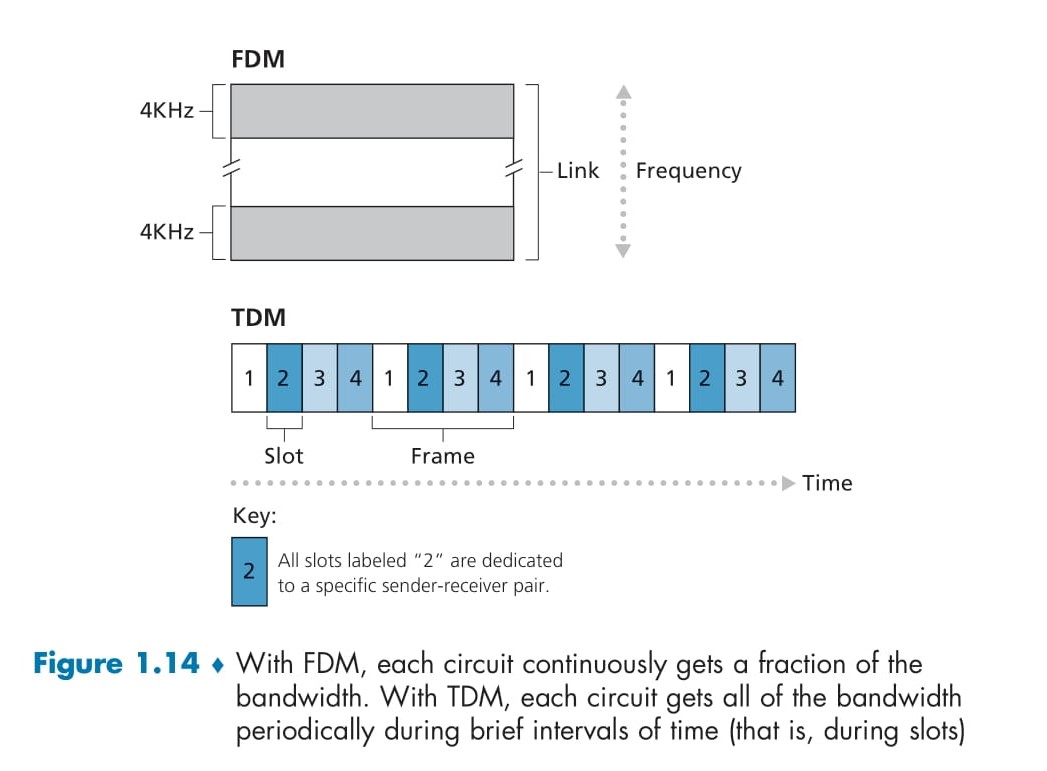 FDM
4KHz
Link
Frequency
4KHz
TDM
1 2 3 4 1 2 3 4 1 2 3 4 1 2 3 4
Slot
Frame
Time
Key:
2
All slots labeled “2” are dedicated
to a specific sender-receiver pair.
Figure 1.14 ♦ With FDM, each circuit continuously gets a fraction of the
bandwidth. With TDM, each circuit gets all of the bandwidth
periodically during brief intervals of time (that is, during slots)